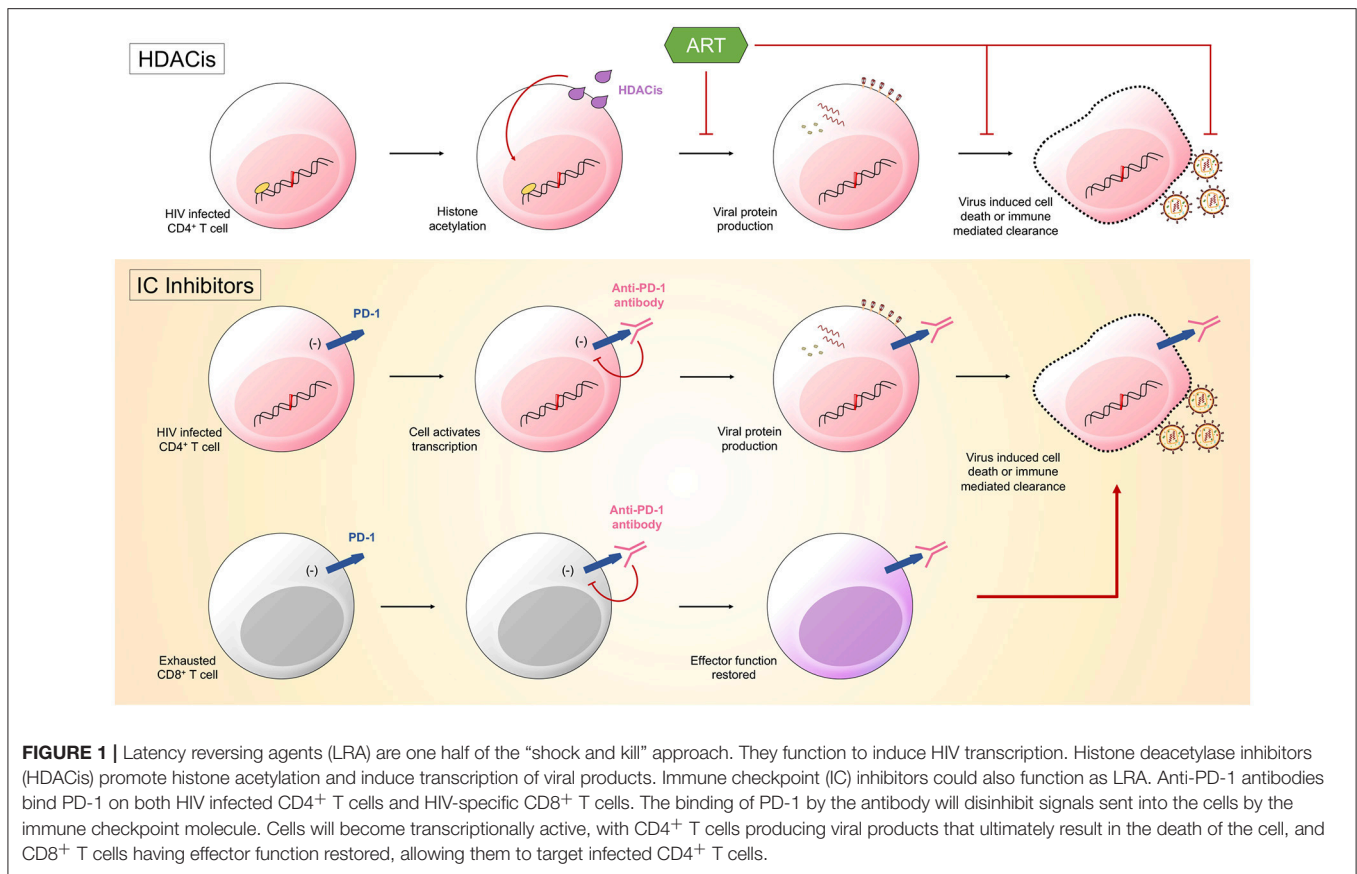 HDACis
ART
HDACis
HIV infected
CD4⁺ T cell
Histone
acetylation
Viral protein
production
Virus induced cell
death or immune
mediated clearance
IC Inhibitors
PD-1
(-)
Anti-PD-1
antibody
(-)
HIV infected
CD4⁺ T cell
Cell activates
transcription
Viral protein
production
Virus induced cell
death or immune
mediated clearance
PD-1
(-)
Anti-PD-1
antibody
(-)
Exhausted
CD8⁺ T cell
Effector function
restored
FIGURE 1 | Latency reversing agents (LRA) are one half of the “shock and kill” approach. They function to induce HIV transcription. Histone deacetylase inhibitors
(HDACis) promote histone acetylation and induce transcription of viral products. Immune checkpoint (IC) inhibitors could also function as LRA. Anti-PD-1 antibodies
bind PD-1 on both HIV infected CD4⁺ T cells and HIV-specific CD8⁺ T cells. The binding of PD-1 by the antibody will disinhibit signals sent into the cells by the
immune checkpoint molecule. Cells will become transcriptionally active, with CD4⁺ T cells producing viral products that ultimately result in the death of the cell, and
CD8⁺ T cells having effector function restored, allowing them to target infected CD4⁺ T cells.